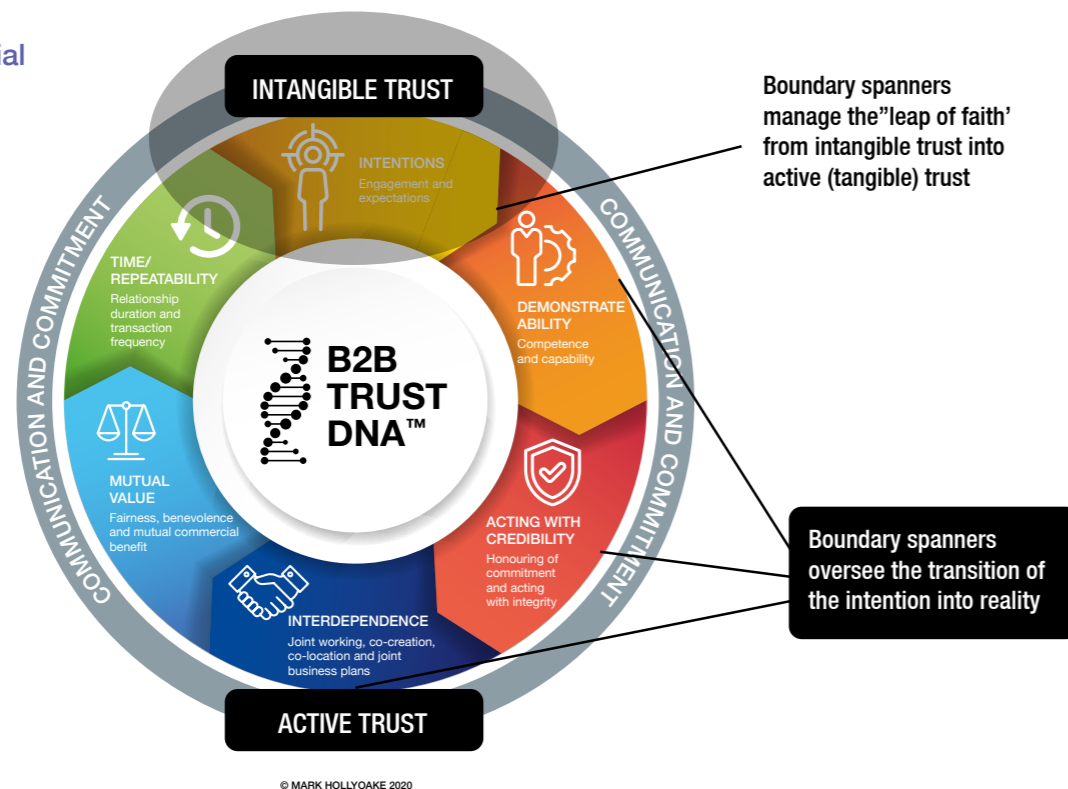 ial
INTANGIBLE TRUST
INTENTIONS
Engagement and
expectations
Boundary spanners
manage the”leap of faith’
from intangible trust into
active (tangible) trust
COMMUNICATION AND COMMITMENT
COMMUNICATION AND COMMITMENT
TIME/
REPEATABILITY
Relationship
duration and
transaction
frequency
DEMONSTRATE
ABILITY
Competence
and capability
B2B
TRUST
DNA™
MUTUAL
VALUE
Fairness, benevolence
and mutual commercial
benefit
ACTING WITH
CREDIBILITY
Honouring of
commitment
and acting
with integrity
Boundary spanners
oversee the transition of
the intention into reality
INTERDEPENDENCE
Joint working, co-creation,
co-location and joint
business plans
ACTIVE TRUST
© MARK HOLLYOAKE 2020